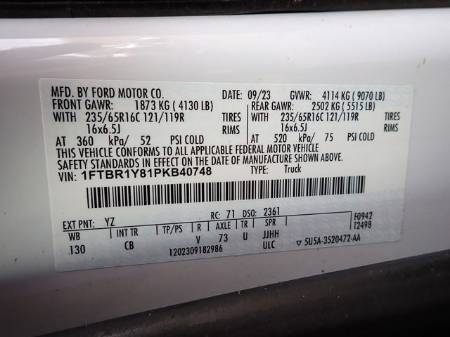 MFD. BY FORD MOTOR CO. 09/23 GVWR: 4114 KG ( 9070 LB)
FRONT GAWR: 1873 KG ( 4130 LB) REAR GAWR: 2502 KG ( 5515 LB)
WITH 235/65R16C 121/119R TIRES WITH 235/65R16C 121/119R TIRES
16x6.5J RIMS 16x6.5J RIMS
AT 360 kPa/ 52 PSI COLD AT 520 kPa/ 75 PSI COLD
THIS VEHICLE CONFORMS TO ALL APPLICABLE FEDERAL MOTOR VEHICLE
SAFETY STANDARDS IN EFFECT ON THE DATE OF MANUFACTURE SHOWN ABOVE.
VIN: 1FTBR1Y81PKB40748 TYPE: Truck
EXT PNT: YZ RC: 71 DSO: 2361 F0942
WB INT TR TP/PS R AXLE TR SPR T2498
130 CB V 73 U JJHH
1202309182986 ULC ▽ 5U5A-3520472-AA